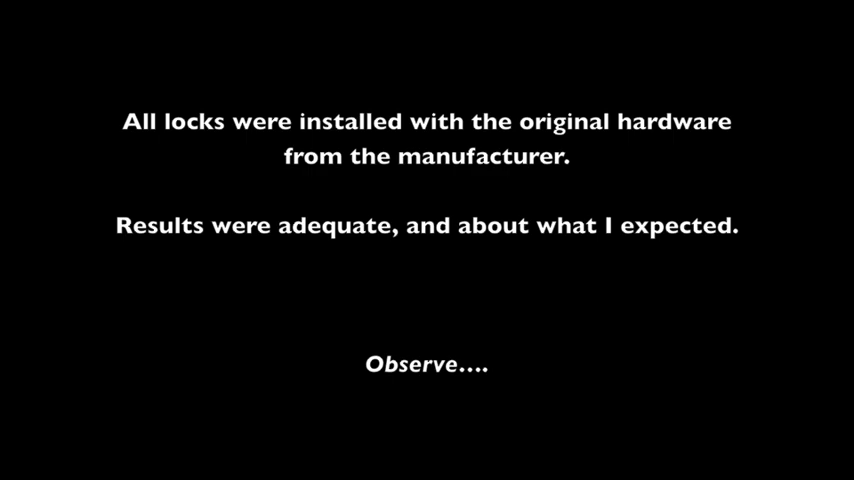 All locks were installed with the original hardware
from the manufacturer.
Results were adequate, and about what I expected.
Observe....